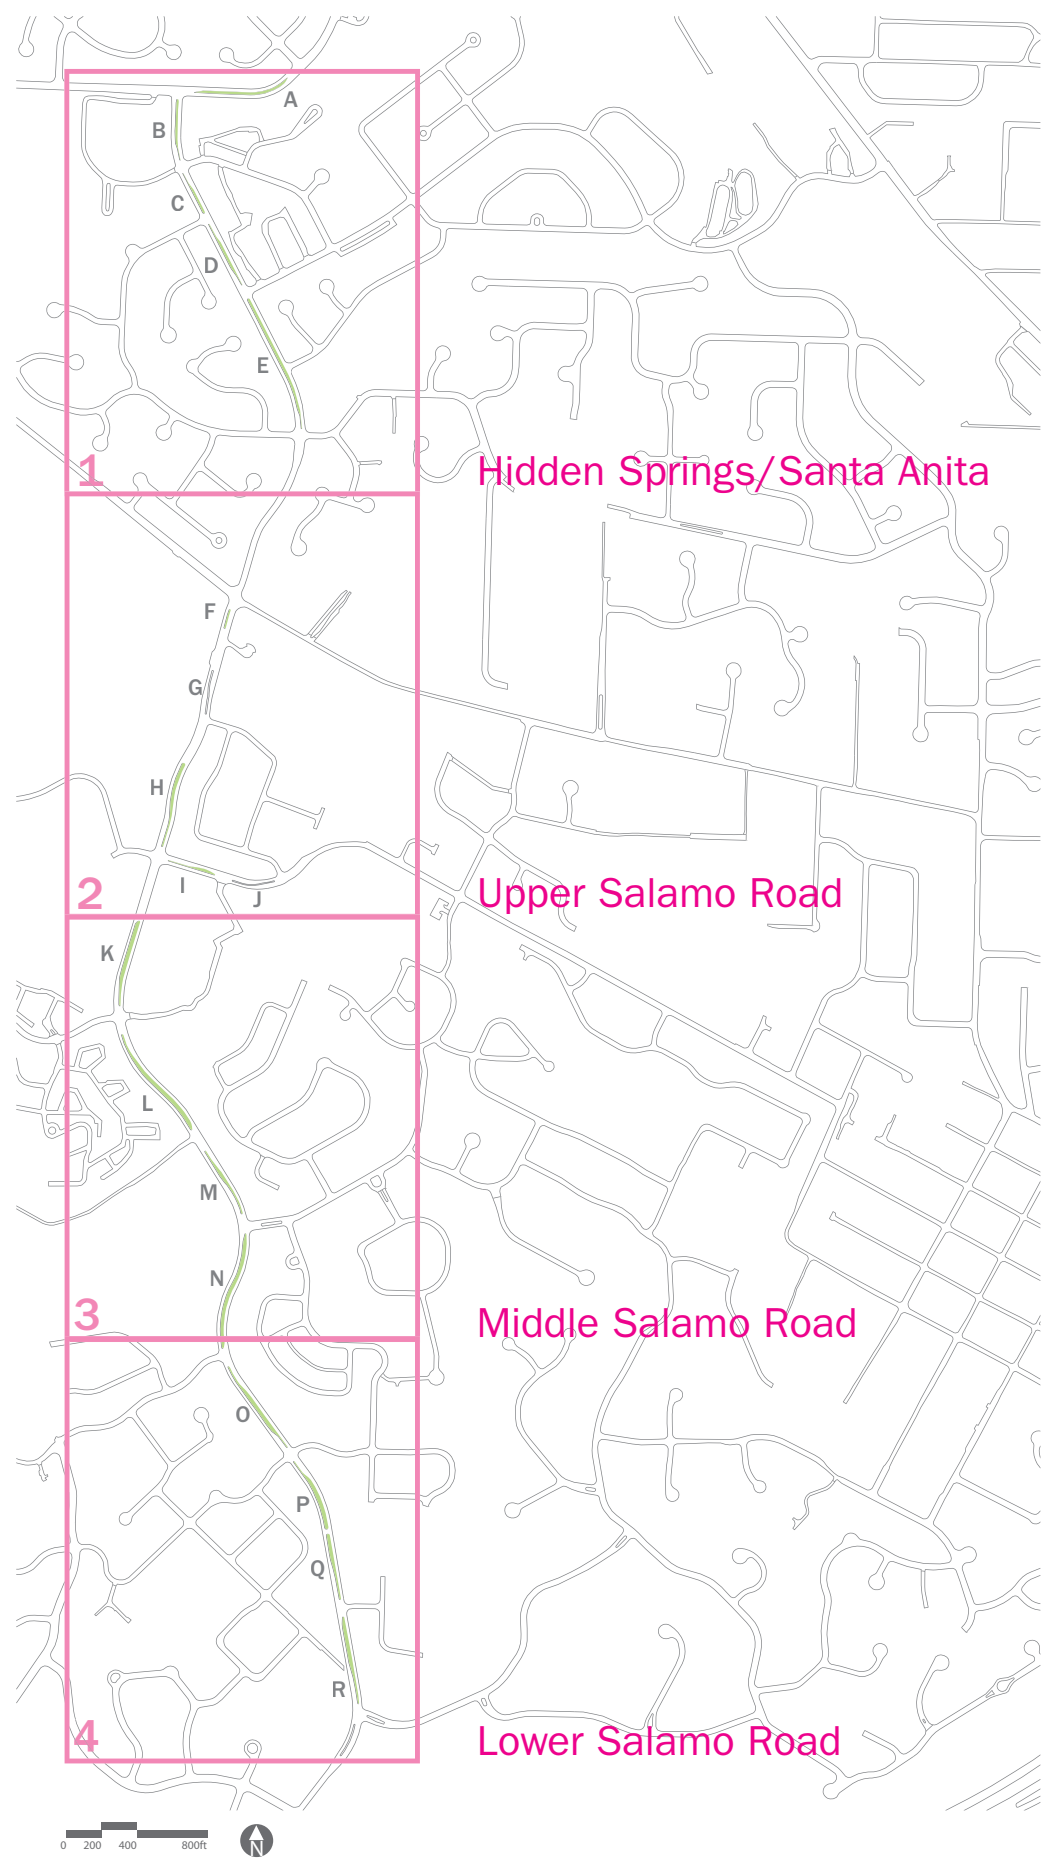 A
B
C
D
E
1
Hidden Springs/Santa Anita
F
G
H
I
J
2
Upper Salamo Road
K
L
M
N
3
Middle Salamo Road
O
P
Q
R
4
Lower Salamo Road
0 200 400 800ft
N